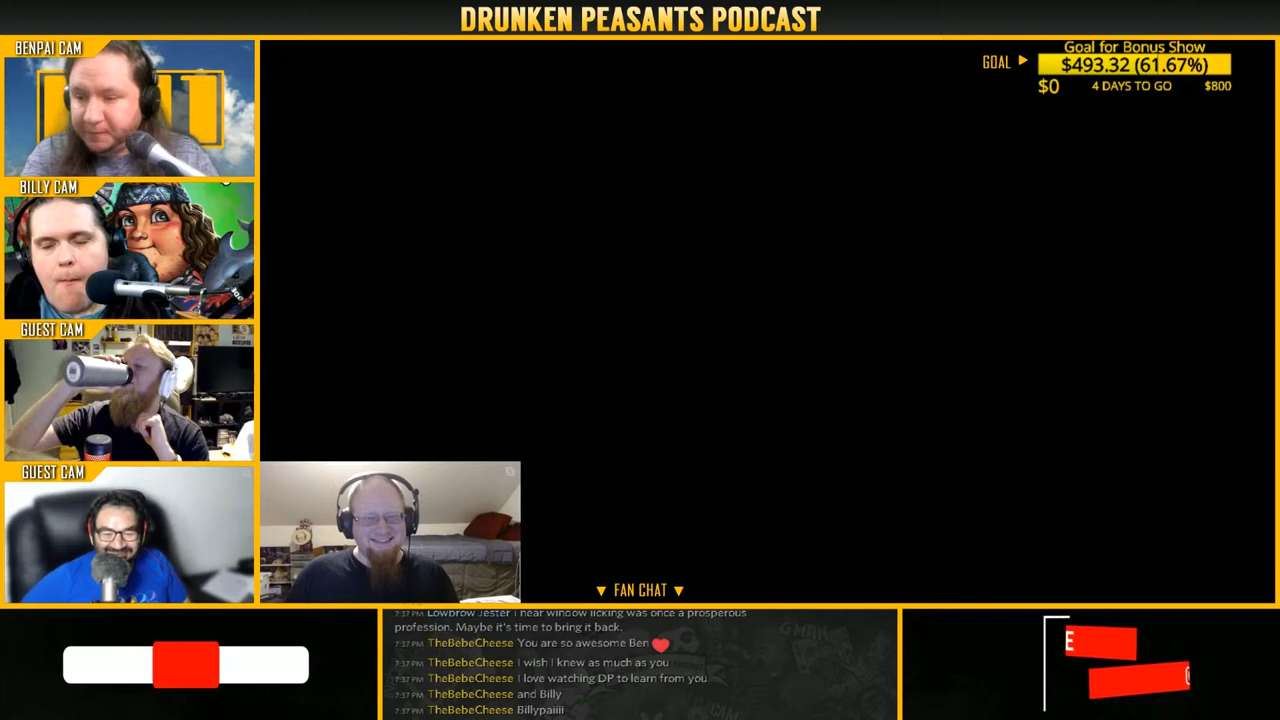 DRUNKEN PEASANTS PODCAST
BENPAI CAM
GOAL ▶
Goal for Bonus Show
$493.32 (61.67%)
$0 4 DAYS TO GO $800
BILLY CAM
GUEST CAM
GUEST CAM
▼ FAN CHAT ▼
7:37 PM Lowbrow Jester I hear window licking was once a prosperous
profession. Maybe it's time to bring it back.
7:37 PM TheBebeCheese You are so awesome Ben ❤
7:37 PM TheBebeCheese I wish I knew as much as you
7:37 PM TheBebeCheese I love watching DP to learn from you
7:37 PM TheBebeCheese and Billy
7:37 PM TheBebeCheese Billypaiiii
E